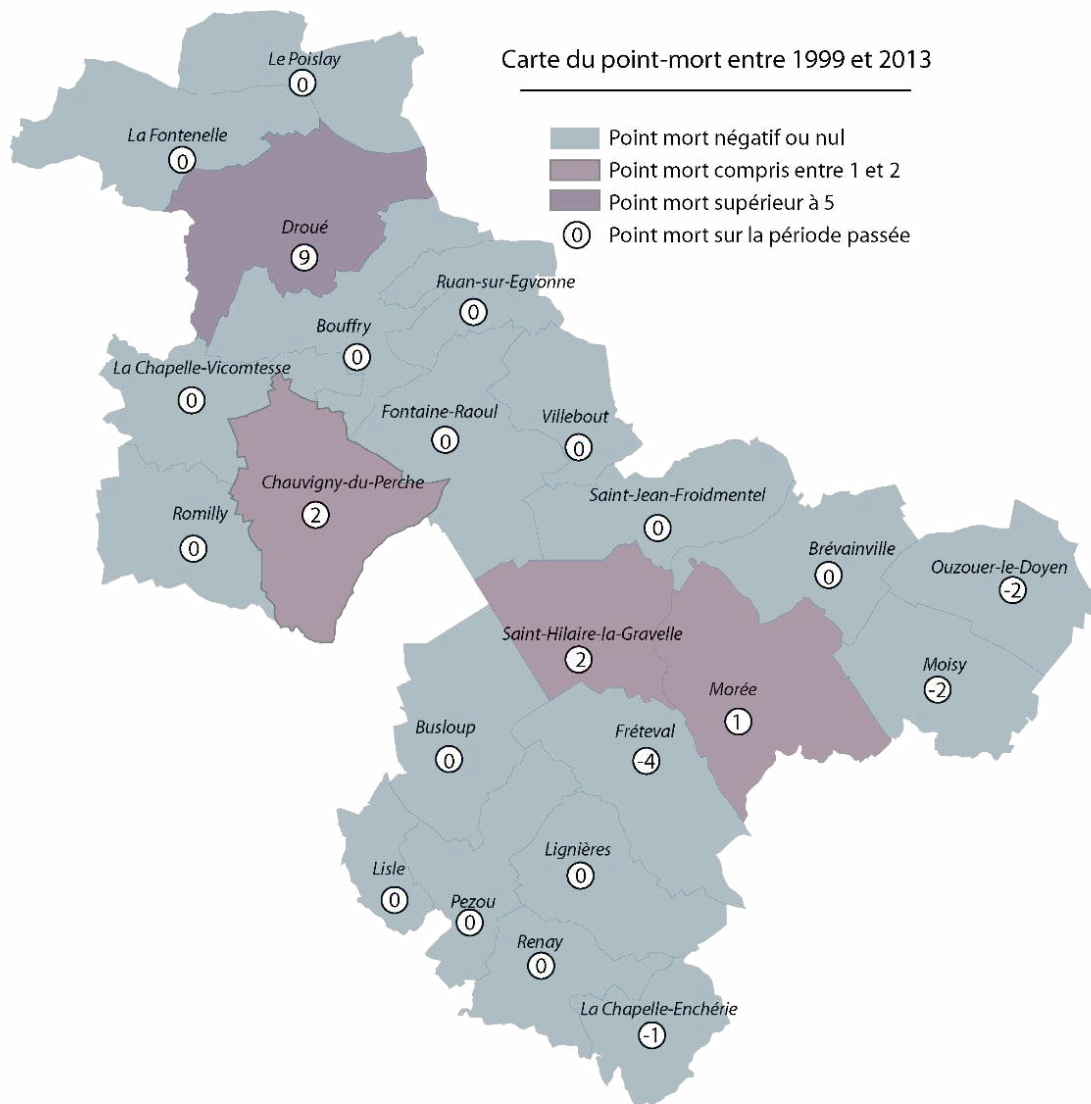 Carte du point-mort entre 1999 et 2013
Point mort négatif ou nul
Point mort compris entre 1 et 2
Point mort supérieur à 5
0 Point mort sur la période passée
Le Poislay
0
La Fontenelle
0
Droué
9
Ruan-sur-Egvonne
0
Bouffry
0
La Chapelle-Vicomtesse
0
Fontaine-Raoul
0
Villebout
0
Chauvigny-du-Perche
2
Romilly
0
Saint-Jean-Froidmentel
0
Brévainville
0
Ouzouer-le-Doyen
-2
Saint-Hilaire-la-Gravelle
2
Moisy
-2
Morée
1
Busloup
0
Fréteval
-4
Lignières
0
Lisle
0
Pezou
0
Renay
0
La Chapelle-Enchérie
-1